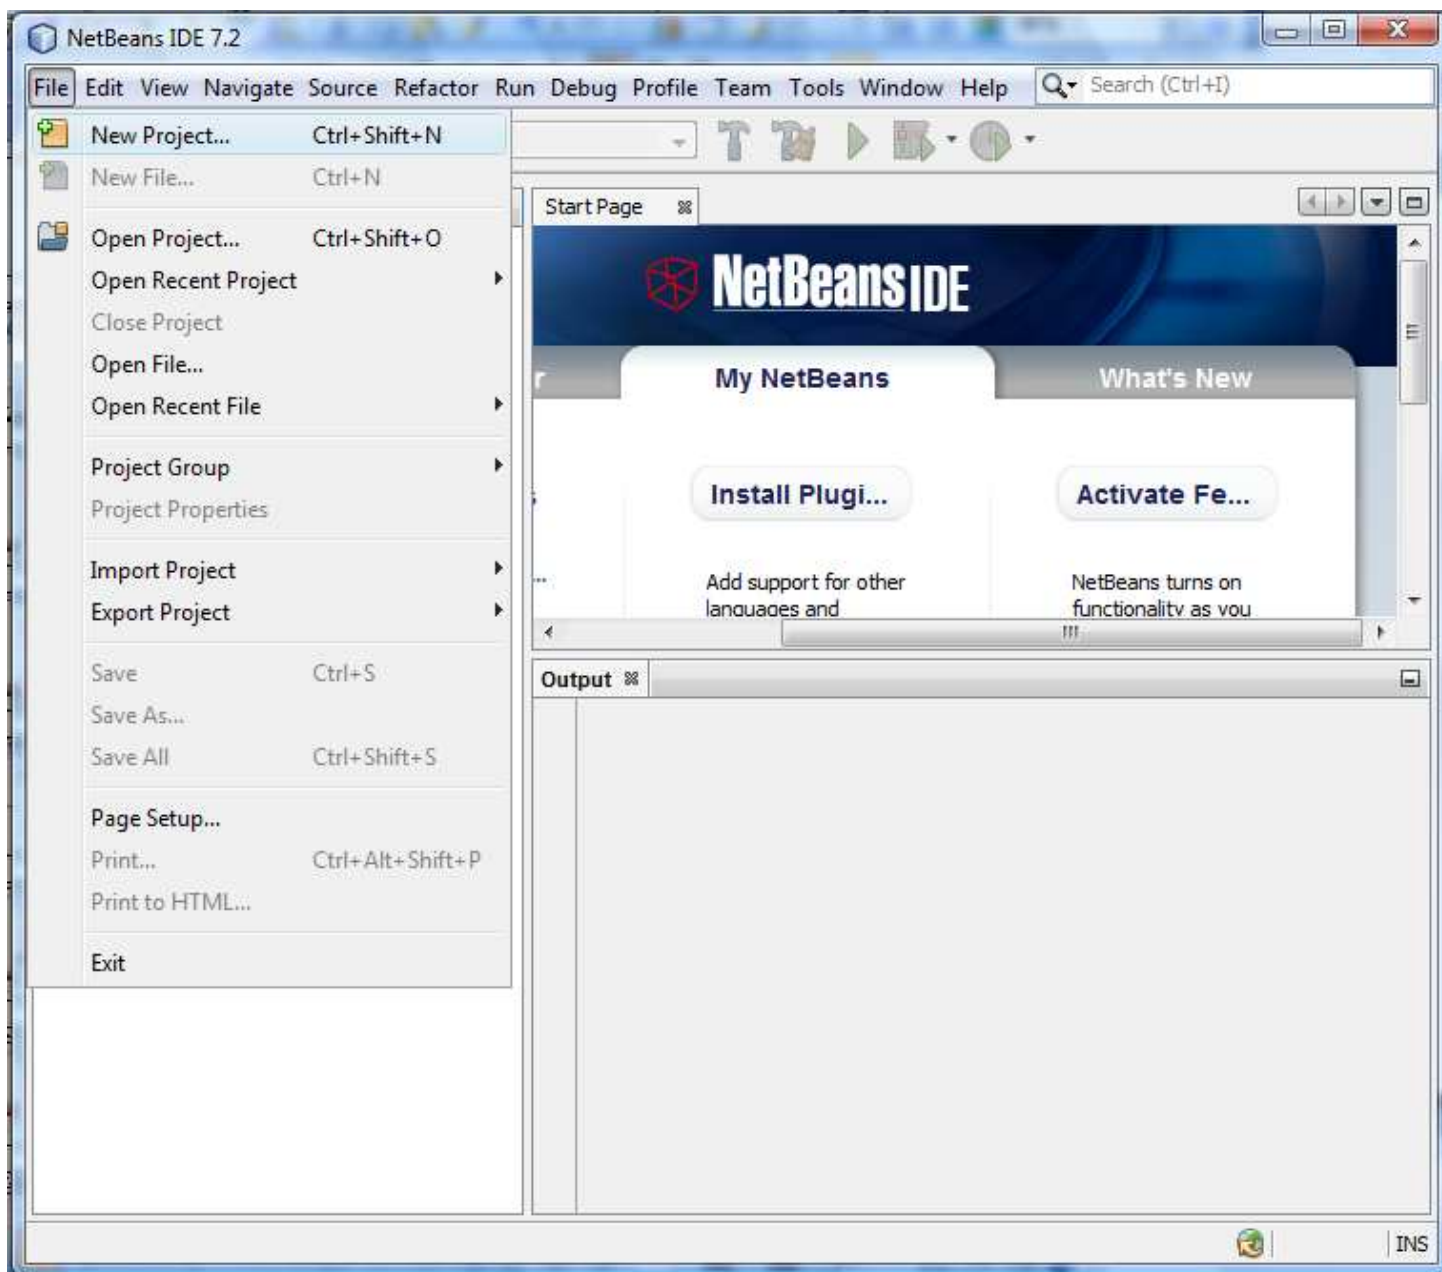 NetBeans IDE 7.2
File Edit View Navigate Source Refactor Run Debug Profile Team Tools Window Help Search (Ctrl+I)
New Project... Ctrl+Shift+N
New File... Ctrl+N
Open Project... Ctrl+Shift+O
Open Recent Project
Close Project
Open File...
Open Recent File
Project Group
Project Properties
Import Project
Export Project
Save Ctrl+S
Save As...
Save All Ctrl+Shift+S
Page Setup...
Print... Ctrl+Alt+Shift+P
Print to HTML...
Exit
Start Page
NetBeans IDE
r My NetBeans What's New
Install Plugi... Activate Fe...
Add support for other
languages and
NetBeans turns on
functionality as you
...
Output
INS